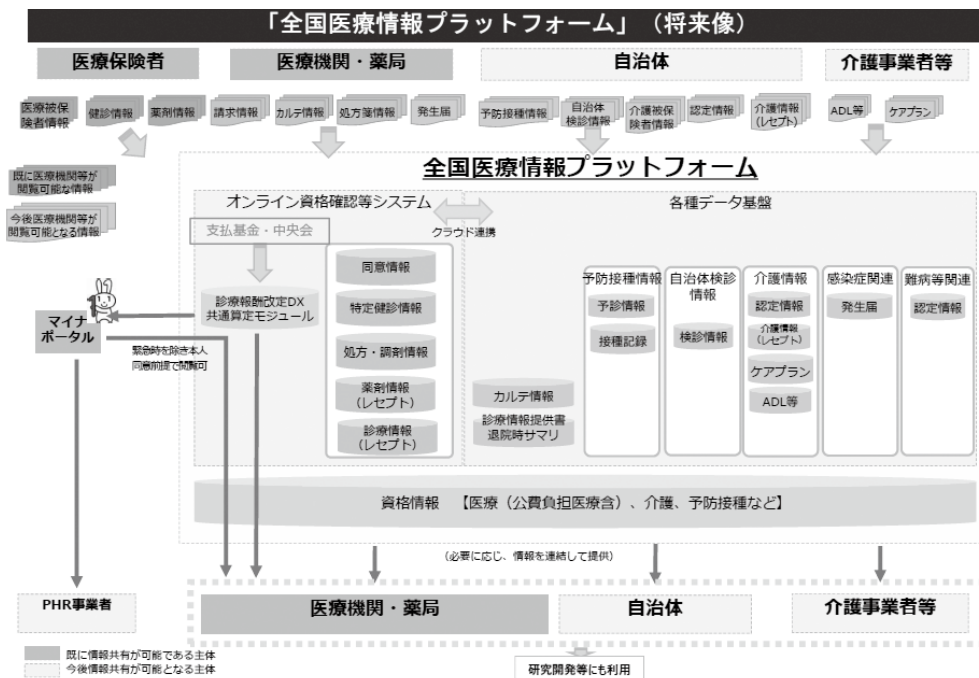 「全国医療情報プラットフォーム」（将来像）
医療保険者
医療機関・薬局
自治体
介護事業者等
医療被保
険者情報
健診情報
薬剤情報
請求情報
カルテ情報
処方箋情報
発生届
予防接種情報
自治体
検診情報
介護被保
険者情報
認定情報
介護情報
(レセプト)
ADL等
ケアプラン
既に医療機関等が
閲覧可能な情報
今後医療機関等が
閲覧可能となる情報
全国医療情報プラットフォーム
オンライン資格確認等システム
クラウド連携
各種データ基盤
支払基金・中央会
診療報酬改定DX
共通算定モジュール
同意情報
特定健診情報
処方・調剤情報
薬剤情報
(レセプト)
診療情報
(レセプト)
カルテ情報
診療情報提供書
退院時サマリ
予防接種情報
予診情報
接種記録
自治体検診
情報
検診情報
介護情報
認定情報
介護情報
(レセプト)
ケアプラン
ADL等
感染症関連
発生届
難病等関連
認定情報
マイナ
ポータル
緊急時を除き本人
同意前提で閲覧可
資格情報 【医療（公費負担医療含）、介護、予防接種など】
（必要に応じ、情報を連結して提供）
PHR事業者
医療機関・薬局
自治体
介護事業者等
既に情報共有が可能である主体
今後情報共有が可能となる主体
研究開発等にも利用